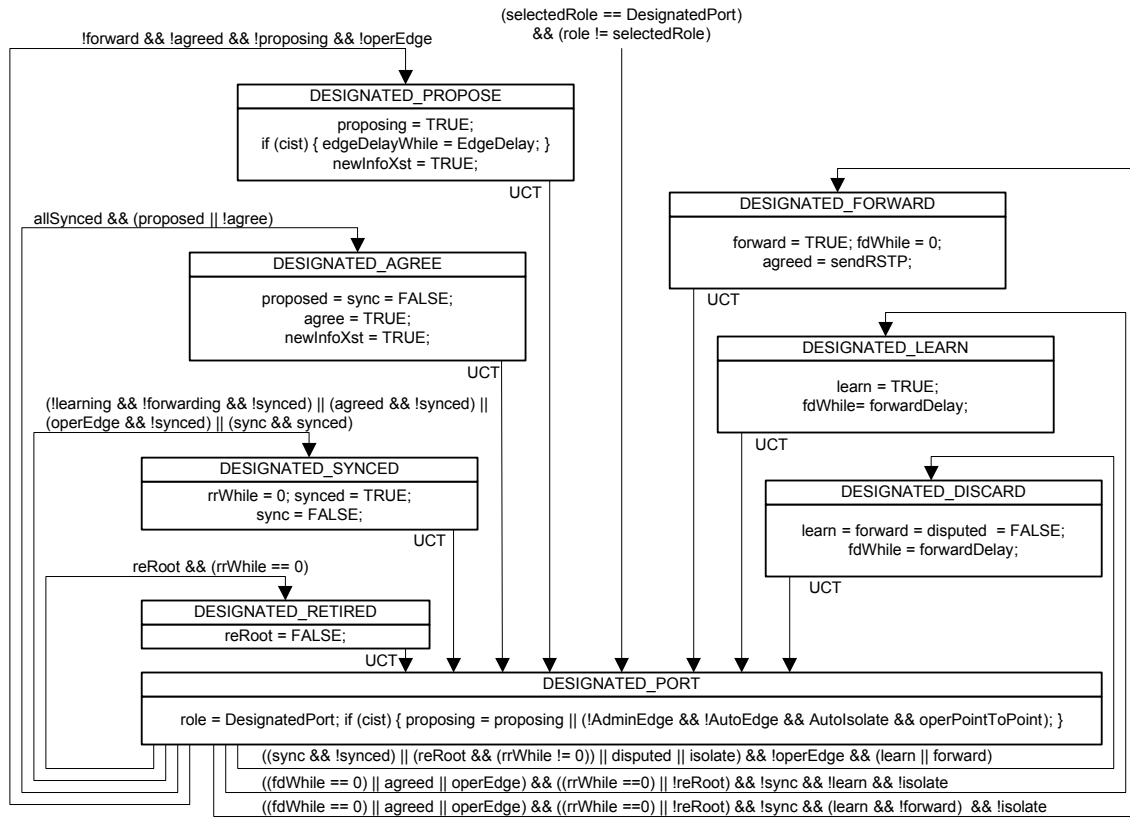 (selectedRole == DesignatedPort)
&& (role != selectedRole)
!forward && !agreed && !proposing && !operEdge
DESIGNATED_PROPOSE
proposing = TRUE;
if (cist) { edgeDelayWhile = EdgeDelay; }
newInfoXst = TRUE;
UCT
DESIGNATED_FORWARD
forward = TRUE; fdWhile = 0;
agreed = sendRSTP;
UCT
allSynced && (proposed || !agree)
DESIGNATED_AGREE
proposed = sync = FALSE;
agree = TRUE;
newInfoXst = TRUE;
UCT
DESIGNATED_LEARN
learn = TRUE;
fdWhile= forwardDelay;
UCT
(!learning && !forwarding && !synced) || (agreed && !synced) ||
(operEdge && !synced) || (sync && synced)
DESIGNATED_SYNCED
rrWhile = 0; synced = TRUE;
sync = FALSE;
UCT
DESIGNATED_DISCARD
learn = forward = disputed = FALSE;
fdWhile = forwardDelay;
UCT
reRoot && (rrWhile == 0)
DESIGNATED_RETIRED
reRoot = FALSE;
UCT
DESIGNATED_PORT
role = DesignatedPort; if (cist) { proposing = proposing || (!AdminEdge && !AutoEdge && AutoIsolate && operPointToPoint); }
((sync && !synced) || (reRoot && (rrWhile != 0)) || disputed || isolate) && !operEdge && (learn || forward)
((fdWhile == 0) || agreed || operEdge) && ((rrWhile ==0) || !reRoot) && !sync && !learn && !isolate
((fdWhile == 0) || agreed || operEdge) && ((rrWhile ==0) || !reRoot) && !sync && (learn && !forward) && !isolate